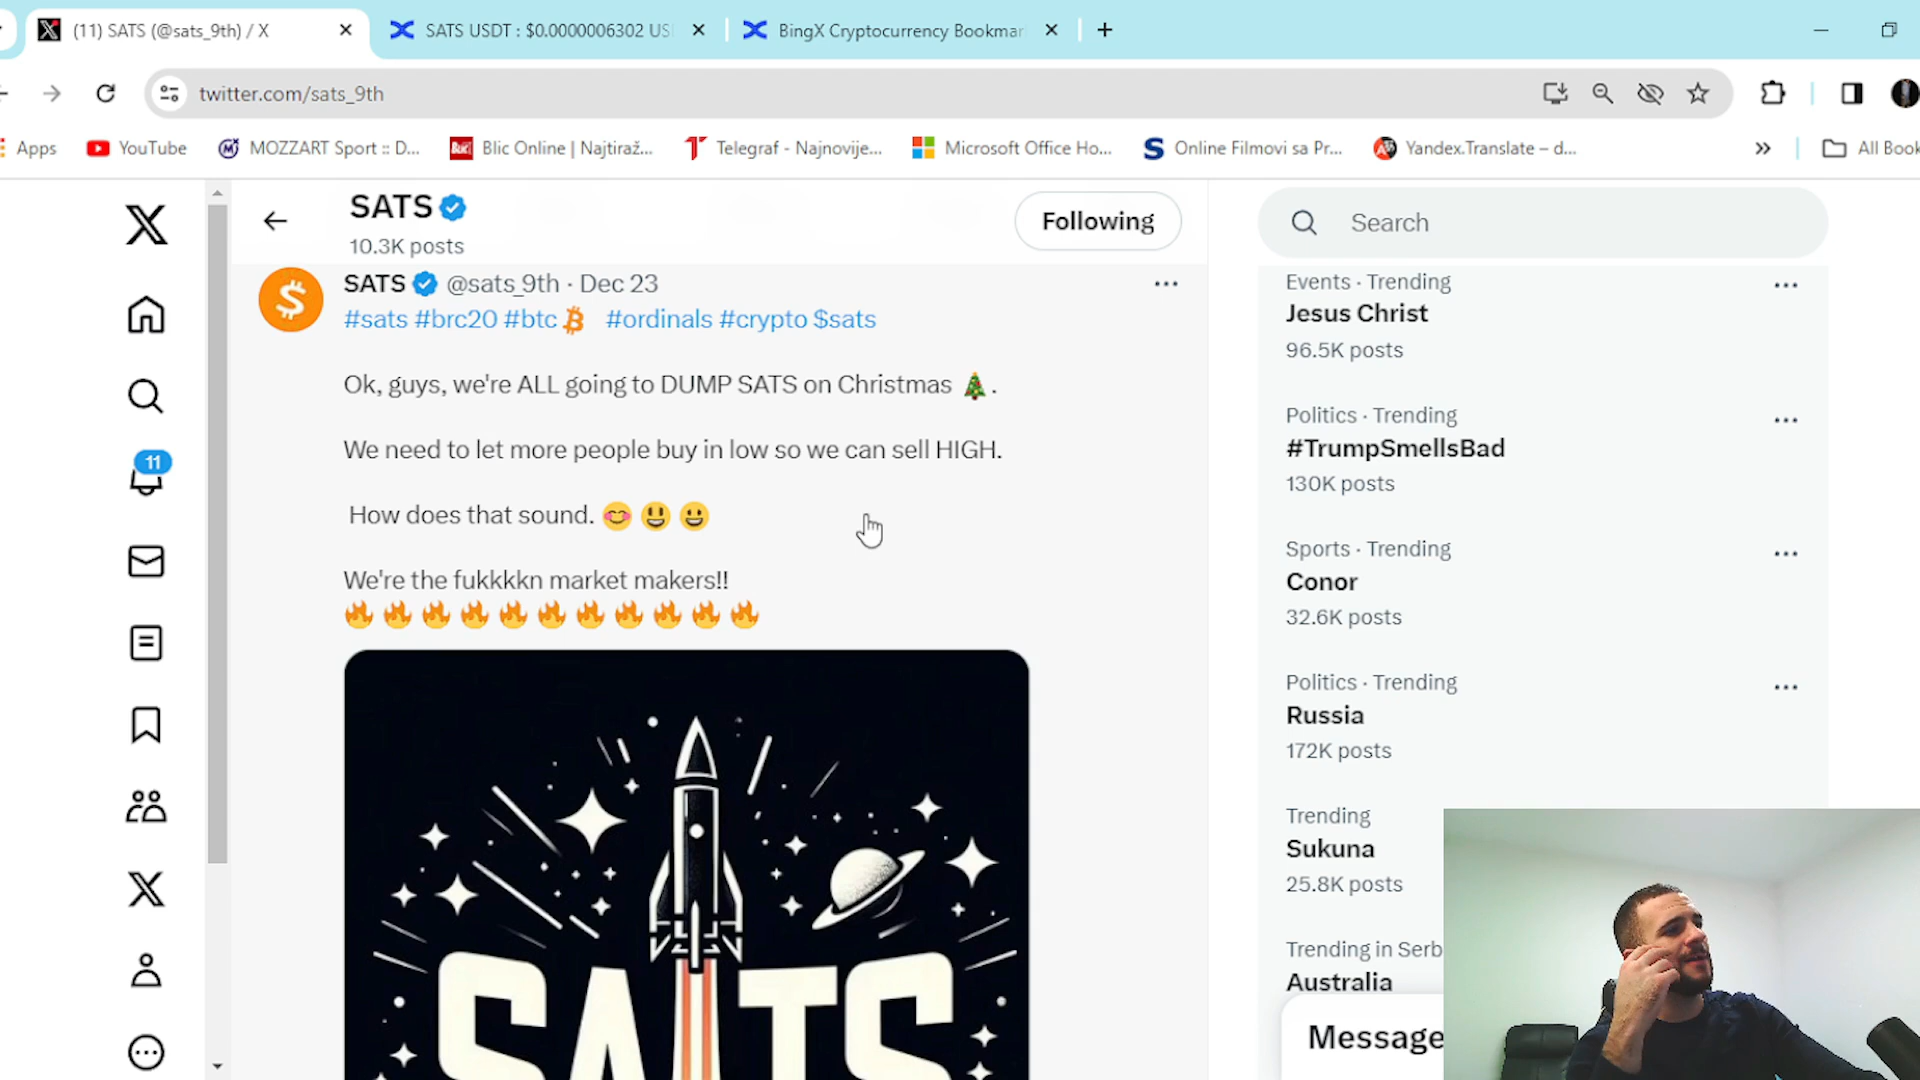 (11) SATS (@sats_9th) / X
SATS USDT : $0.0000006302 US
BingX Cryptocurrency Bookmar
twitter.com/sats_9th
Apps
YouTube
MOZZART Sport :: D...
Blic Online | Najtiraž...
Telegraf - Najnovije...
Microsoft Office Ho...
Online Filmovi sa Pr...
Yandex.Translate – d...
»
All Book
SATS
10.3K posts
Following
Search
11
SATS @sats_9th · Dec 23
#sats #brc20 #btc #ordinals #crypto $sats
Ok, guys, we're ALL going to DUMP SATS on Christmas 🎄.
We need to let more people buy in low so we can sell HIGH.
How does that sound. 😊 😃 😀
We're the fukkkkn market makers!!
🔥 🔥 🔥 🔥 🔥 🔥 🔥 🔥 🔥 🔥 🔥
SATS
Events · Trending
Jesus Christ
96.5K posts
Politics · Trending
#TrumpSmellsBad
130K posts
Sports · Trending
Conor
32.6K posts
Politics · Trending
Russia
172K posts
Trending
Sukuna
25.8K posts
Trending in Serb
Australia
Message